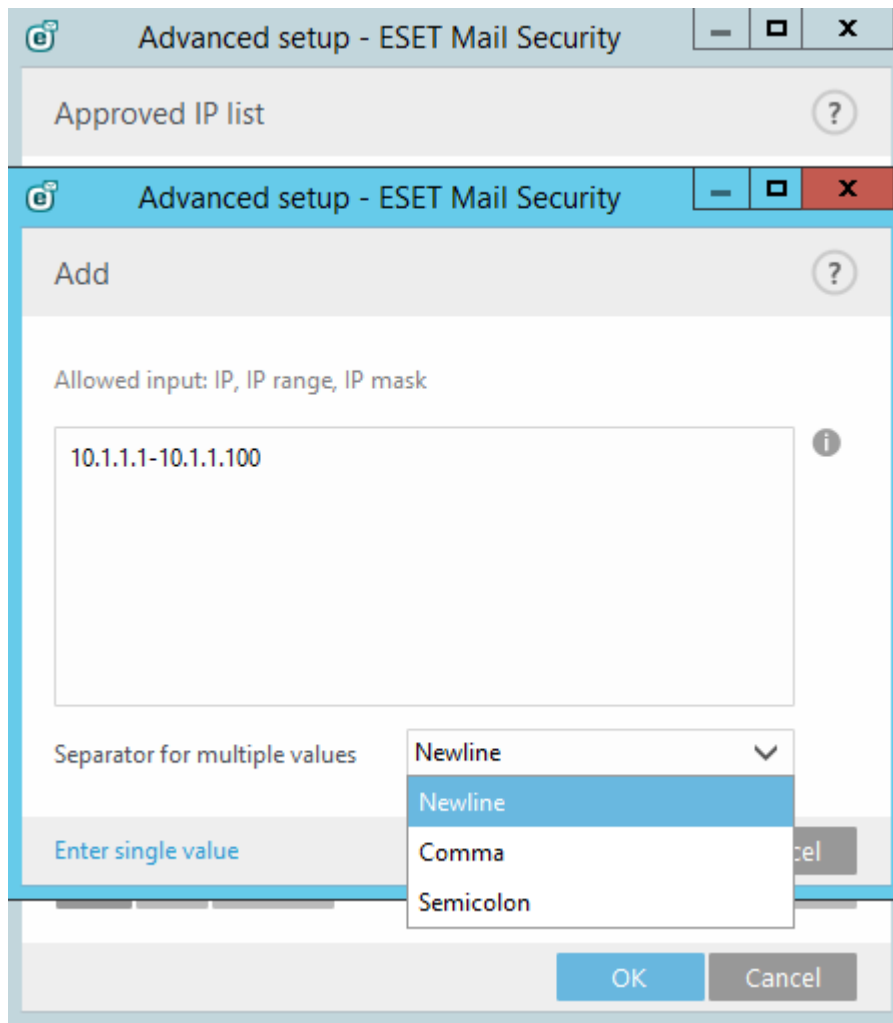 Advanced setup - ESET Mail Security
Approved IP list
?
Advanced setup - ESET Mail Security
Add
?
Allowed input: IP, IP range, IP mask
10.1.1.1-10.1.1.100
i
Separator for multiple values Newline
Newline
Enter single value
Comma
Semicolon
OK Cancel